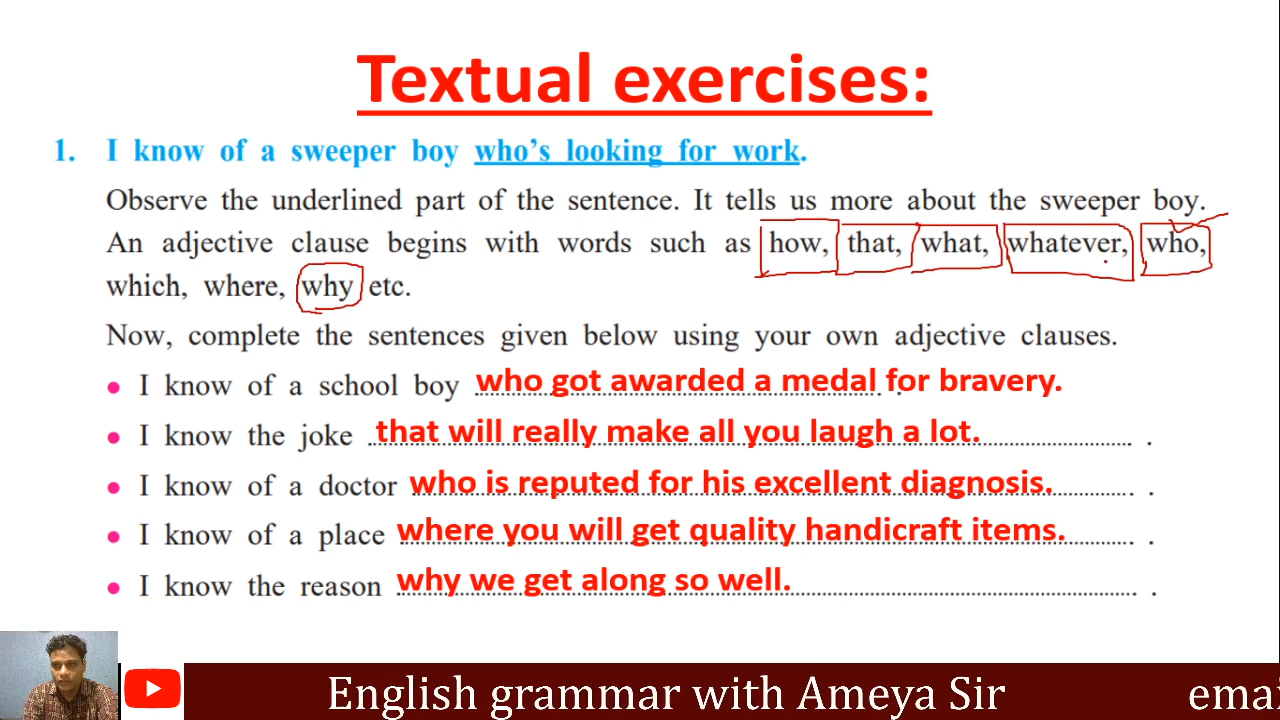 Textual exercises:
1. I know of a sweeper boy who's looking for work.
Observe the underlined part of the sentence. It tells us more about the sweeper boy.
An adjective clause begins with words such as how, that, what, whatever, who,
which, where, why etc.
Now, complete the sentences given below using your own adjective clauses.
• I know of a school boy who got awarded a medal for bravery.
• I know the joke that will really make all you laugh a lot.
• I know of a doctor who is reputed for his excellent diagnosis.
• I know of a place where you will get quality handicraft items.
• I know the reason why we get along so well.
English grammar with Ameya Sir emai